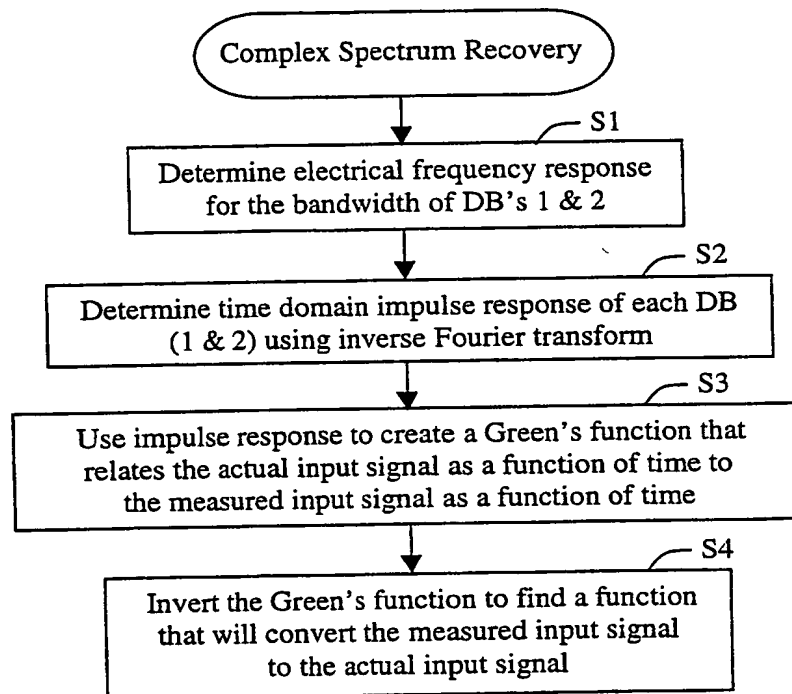 Complex Spectrum Recovery
S1
Determine electrical frequency response
for the bandwidth of DB's 1 & 2
S2
Determine time domain impulse response of each DB
(1 & 2) using inverse Fourier transform
S3
Use impulse response to create a Green's function that
relates the actual input signal as a function of time to
the measured input signal as a function of time
S4
Invert the Green's function to find a function
that will convert the measured input signal
to the actual input signal